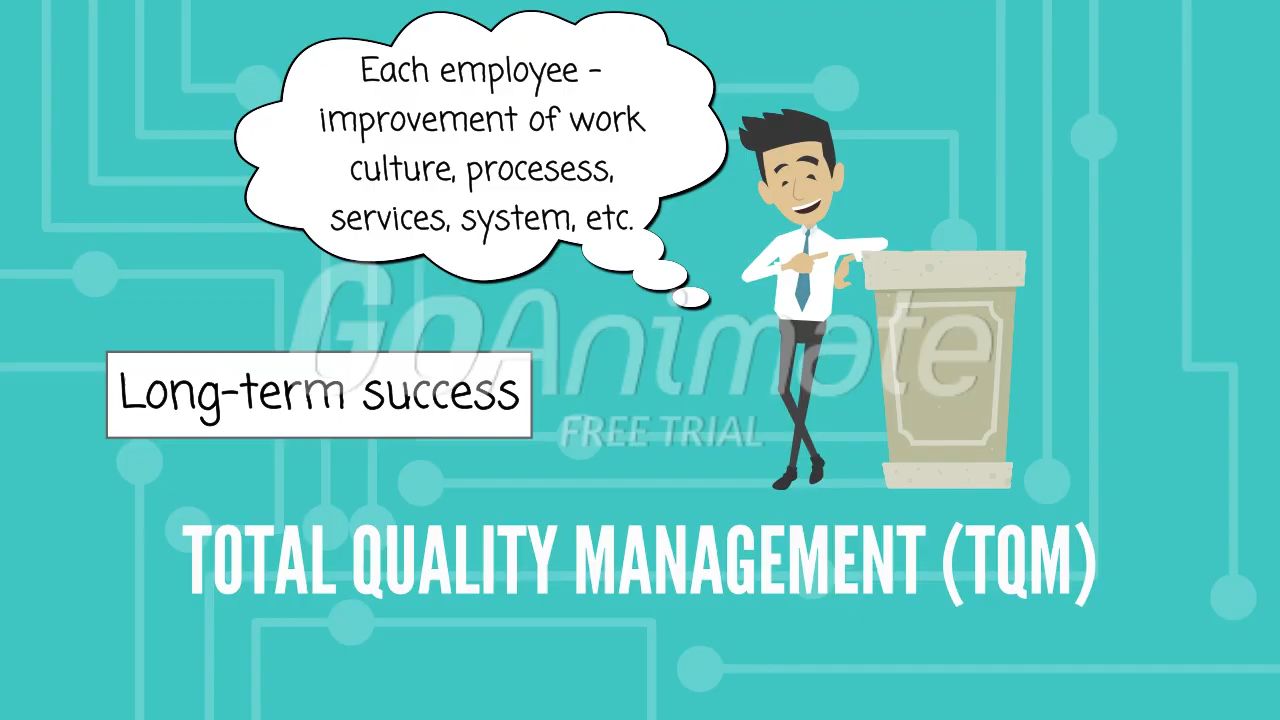 Each employee -
improvement of work
culture, procesess,
services, system, etc.
GoAnimate
Long-term success
FREE TRIAL
TOTAL QUALITY MANAGEMENT (TQM)